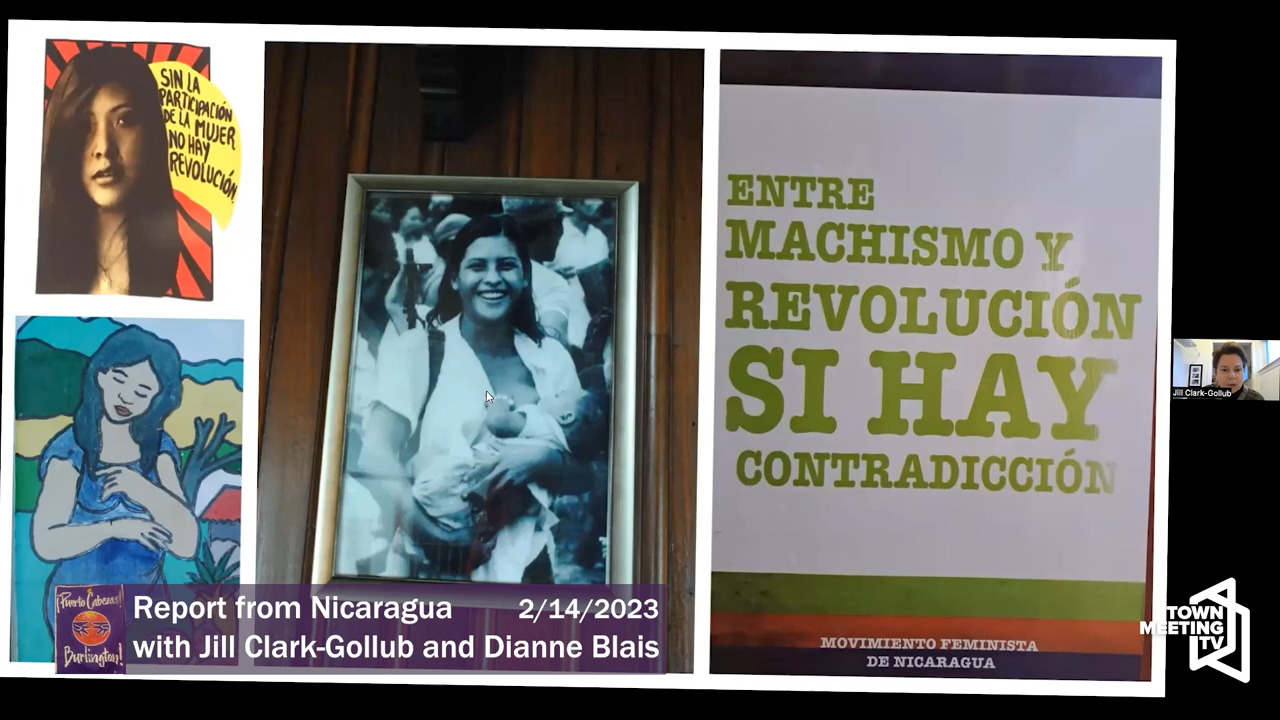 SIN LA
PARTICIPACIÓN
DE LA MUJER
NO HAY
REVOLUCIÓN
ENTRE
MACHISMO Y
REVOLUCIÓN
SI HAY
CONTRADICCIÓN
MOVIMIENTO FEMINISTA
DE NICARAGUA
Jill Clark-Gollub
¡Puerto Cabezas!
Burlington!
Report from Nicaragua 2/14/2023
with Jill Clark-Gollub and Dianne Blais
TOWN
MEETING
TV